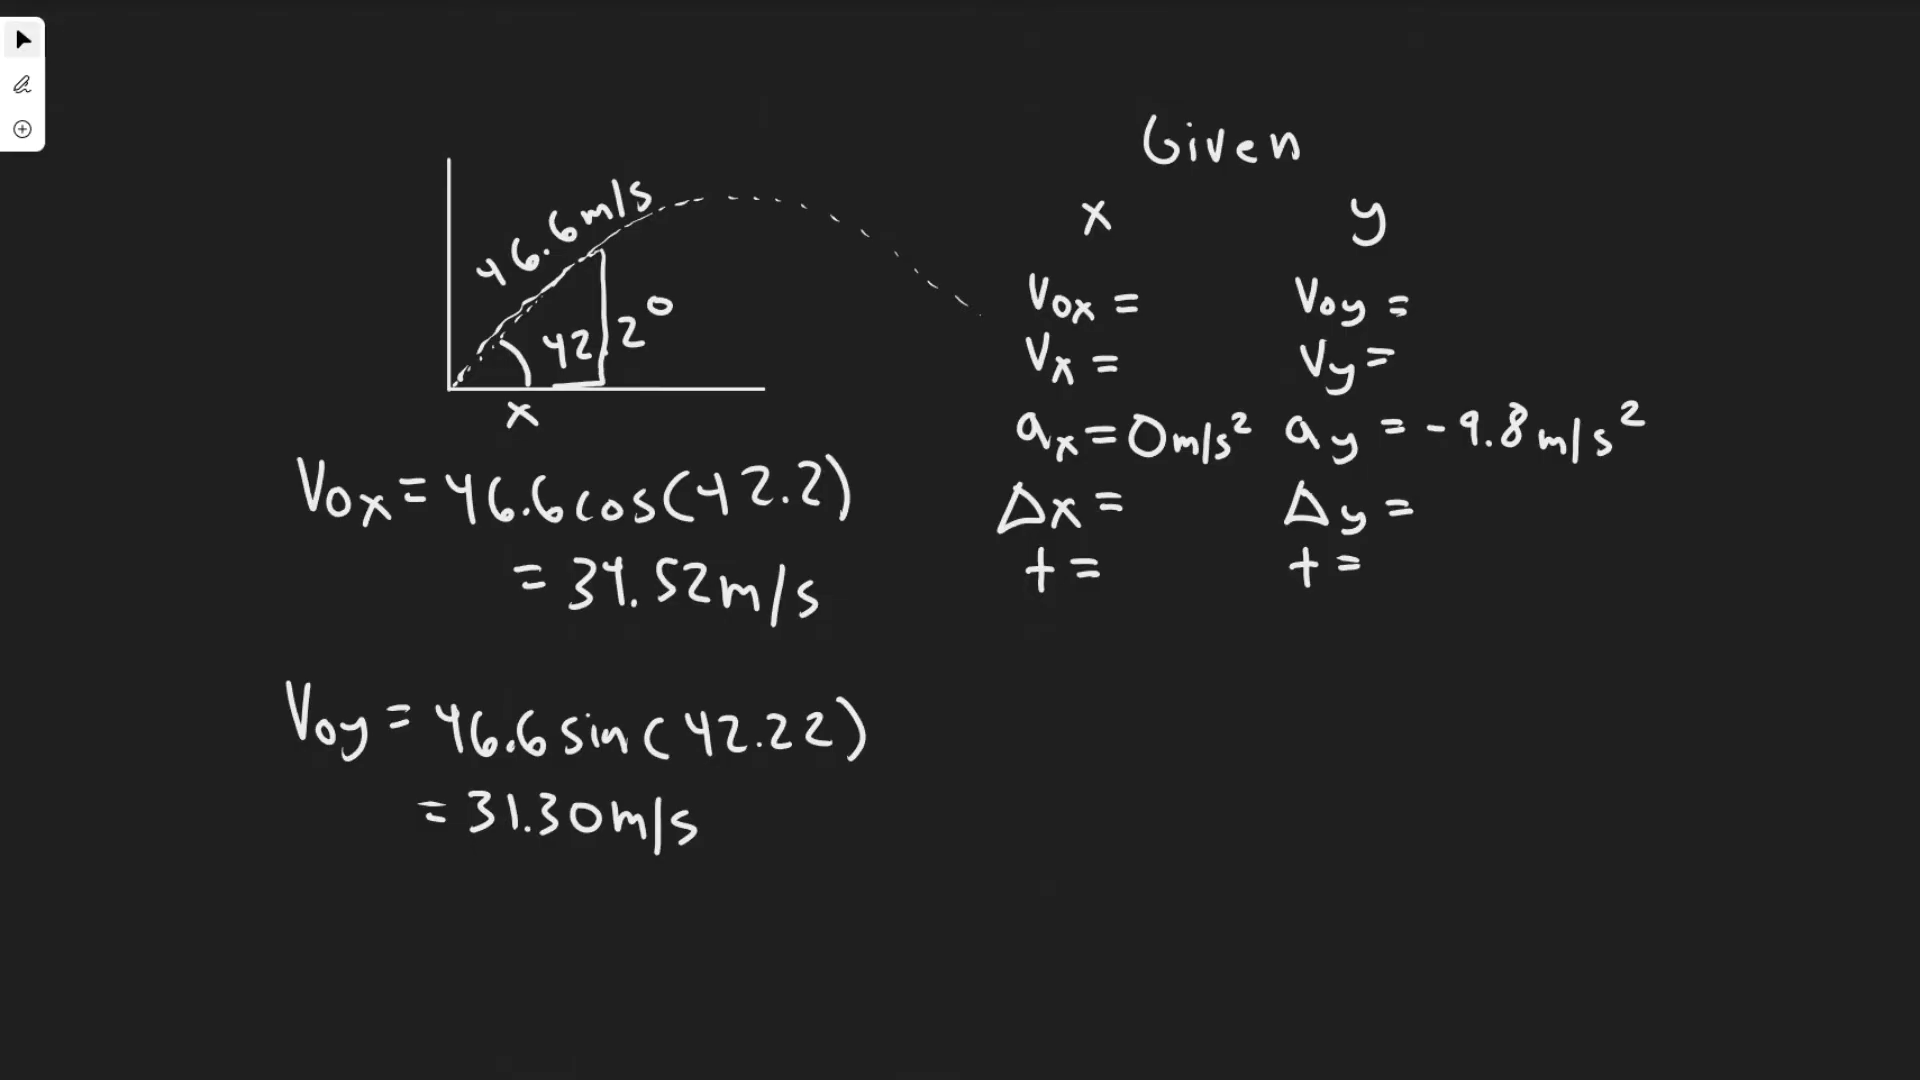 Given
x y
46.6m/s
42.2°
x
Vox = Voy =
Vx = Vy =
ax = 0m/s² ay = -9.8m/s²
Δx = Δy =
t = t =
Vox = 46.6cos(42.2)
= 34.52m/s
Voy = 46.6sin(42.22)
= 31.30m/s